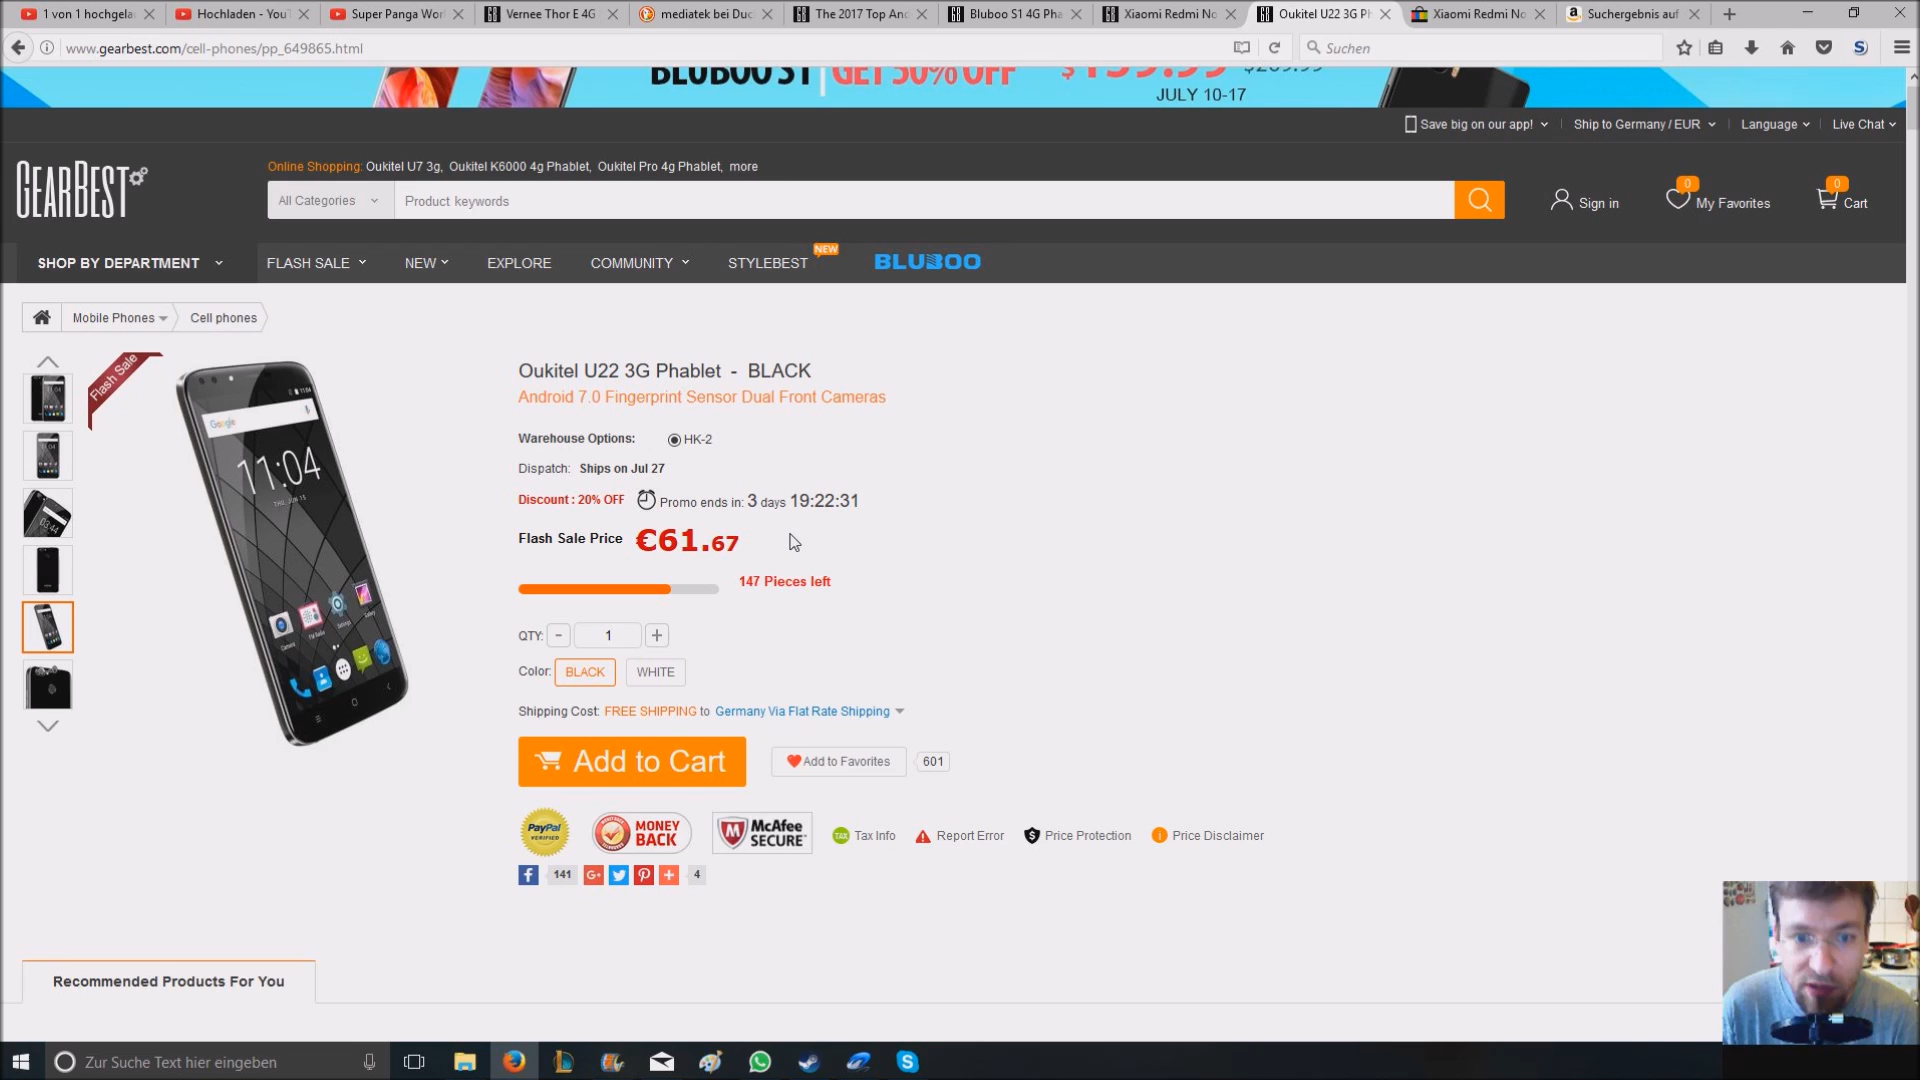 1 von 1 hochgela
Hochladen - YouT
Super Panga Worl
Vernee Thor E 4G
mediatek bei Duc
The 2017 Top And
Bluboo S1 4G Pha
Xiaomi Redmi No
Oukitel U22 3G Ph
Xiaomi Redmi No
Suchergebnis auf
www.gearbest.com/cell-phones/pp_649865.html
Suchen
BLUBOO S1 GET 50% OFF
JULY 10-17
Save big on our app!
Ship to Germany / EUR
Language
Live Chat
GEARBEST
Online Shopping: Oukitel U7 3g, Oukitel K6000 4g Phablet, Oukitel Pro 4g Phablet, more
All Categories
Product keywords
Sign in
0
My Favorites
0
Cart
SHOP BY DEPARTMENT
FLASH SALE
NEW
EXPLORE
COMMUNITY
STYLEBEST
NEW
BLUBOO
Mobile Phones
Cell phones
Flash Sale
Google
11:04
Oukitel U22 3G Phablet - BLACK
Android 7.0 Fingerprint Sensor Dual Front Cameras
Warehouse Options: HK-2
Dispatch: Ships on Jul 27
Discount : 20% OFF Promo ends in: 3 days 19:22:31
Flash Sale Price €61.67
147 Pieces left
QTY: - 1 +
Color: BLACK WHITE
Shipping Cost: FREE SHIPPING to Germany Via Flat Rate Shipping
Add to Cart
Add to Favorites
601
PayPal VERIFIED
MONEY BACK
McAfee SECURE
TAX Tax Info
Report Error
Price Protection
Price Disclaimer
141
4
Recommended Products For You
Zur Suche Text hier eingeben